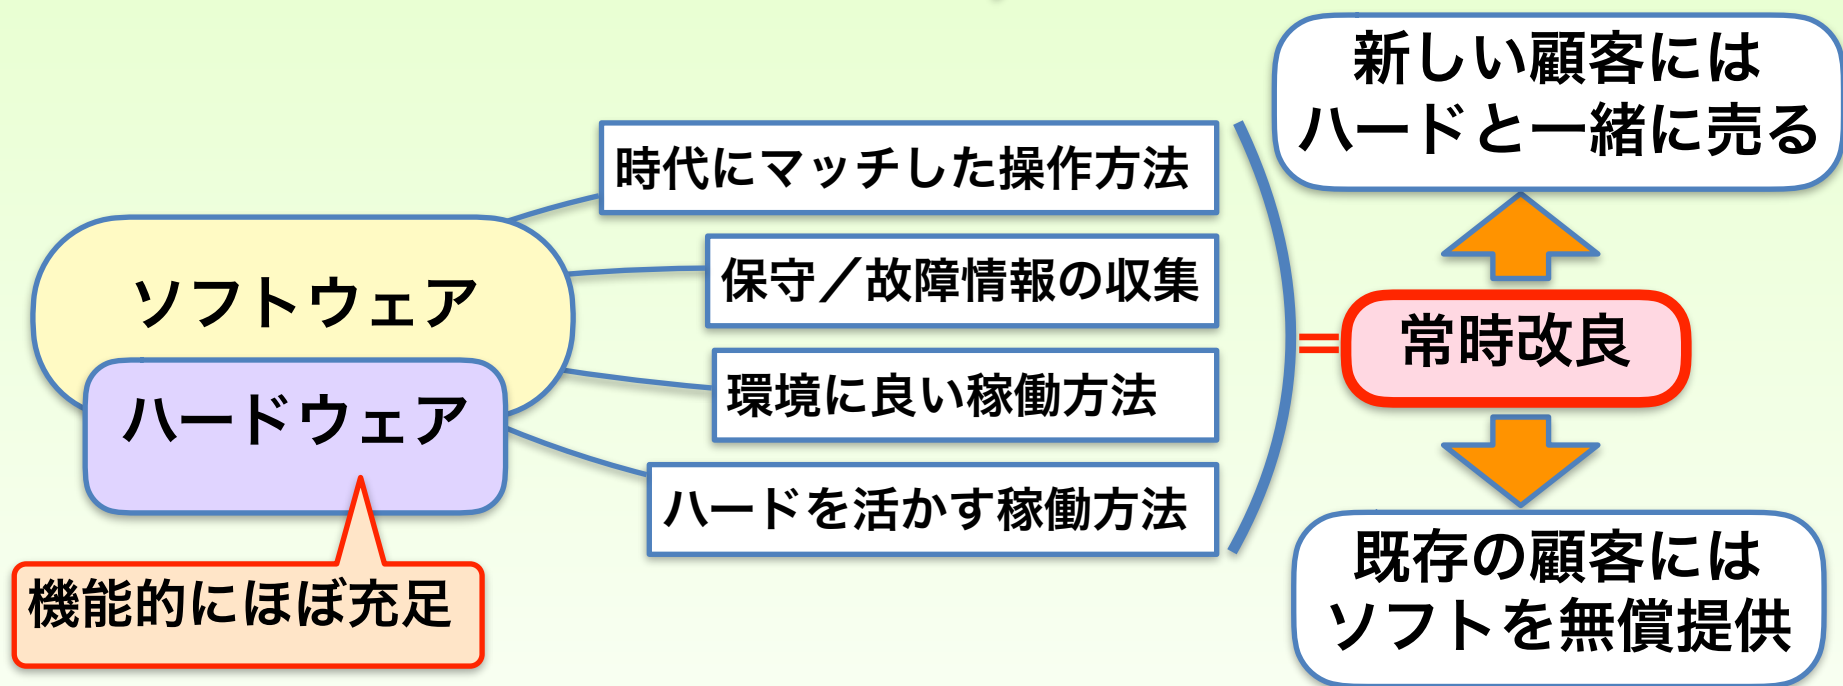 ソフトウェア
ハードウェア
機能的にほぼ充足
時代にマッチした操作方法
保守／故障情報の収集
環境に良い稼働方法
ハードを活かす稼働方法
=
常時改良
新しい顧客には
ハードと一緒に売る
既存の顧客には
ソフトを無償提供